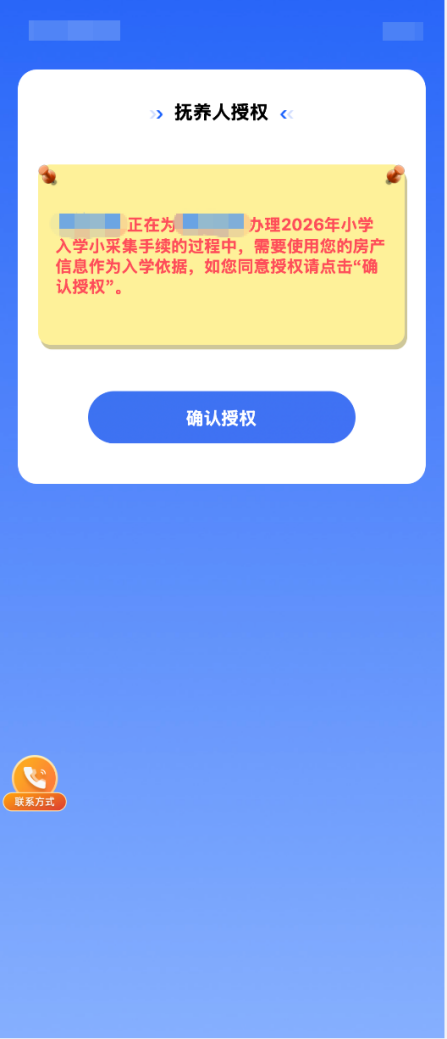 抚养人授权
正在为 办理2026年小学
入学小采集手续的过程中，需要使用您的房产
信息作为入学依据，如您同意授权请点击“确
认授权”。
确认授权
联系方式